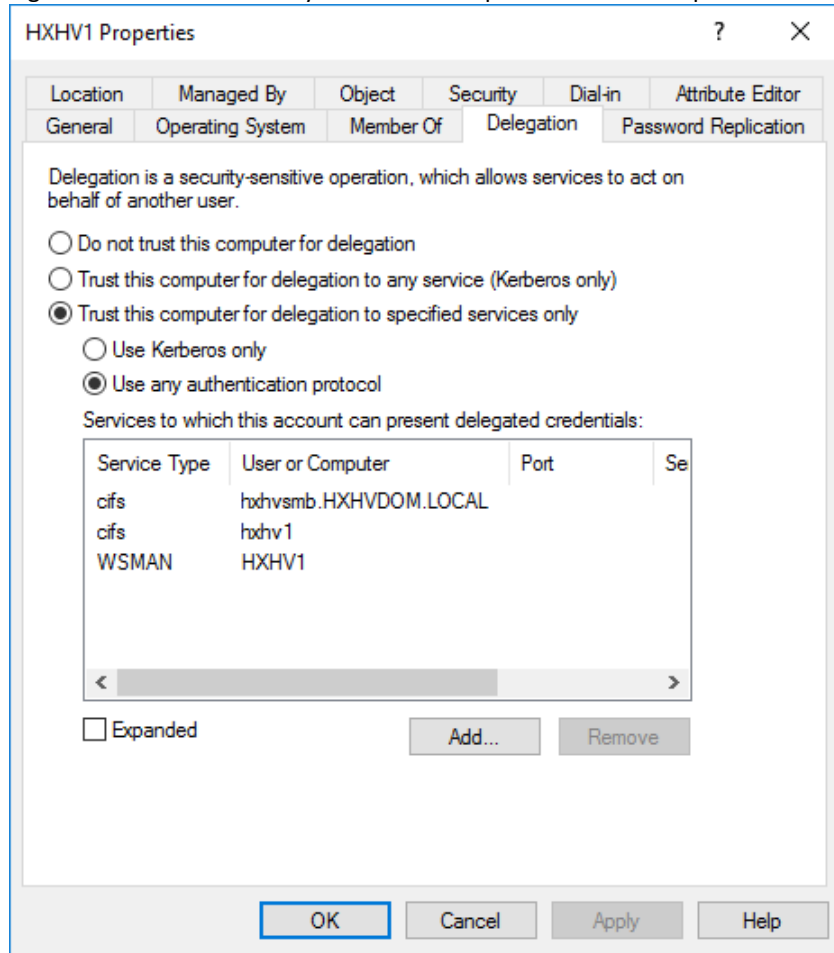 HXHV1 Properties ? ×
Location Managed By Object Security Dial-in Attribute Editor
General Operating System Member Of Delegation Password Replication
Delegation is a security-sensitive operation, which allows services to act on
behalf of another user.
Do not trust this computer for delegation
Trust this computer for delegation to any service (Kerberos only)
Trust this computer for delegation to specified services only
Use Kerberos only
Use any authentication protocol
Services to which this account can present delegated credentials:
Service Type User or Computer Port Se
cifs hxhvsmb.HXHVDOM.LOCAL
cifs hxhv1
WSMAN HXHV1
Expanded Add... Remove
OK Cancel Apply Help